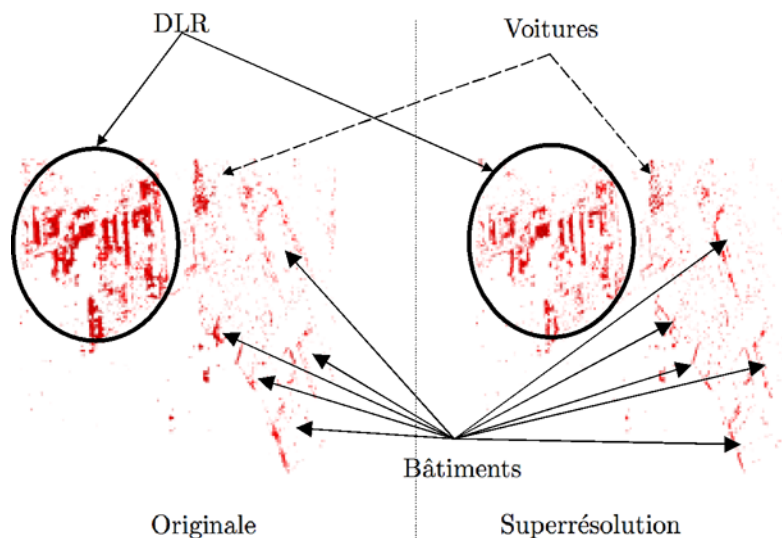 DLR
Voitures
Bâtiments
Originale
Superrésolution